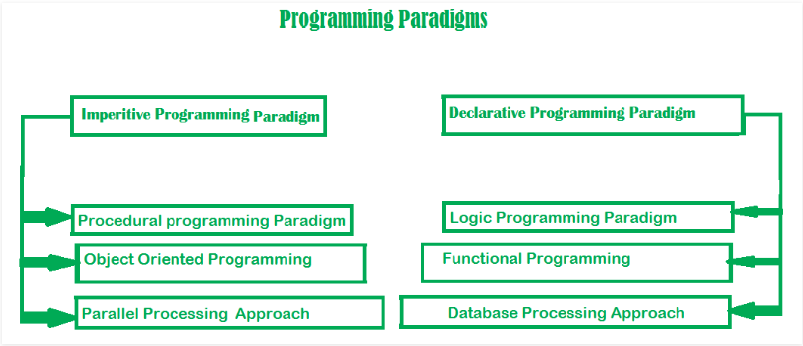 Programming Paradigms
Imperitive Programming Paradigm
Procedural programming Paradigm
Object Oriented Programming
Parallel Processing Approach
Declarative Programming Paradigm
Logic Programming Paradigm
Functional Programming
Database Processing Approach